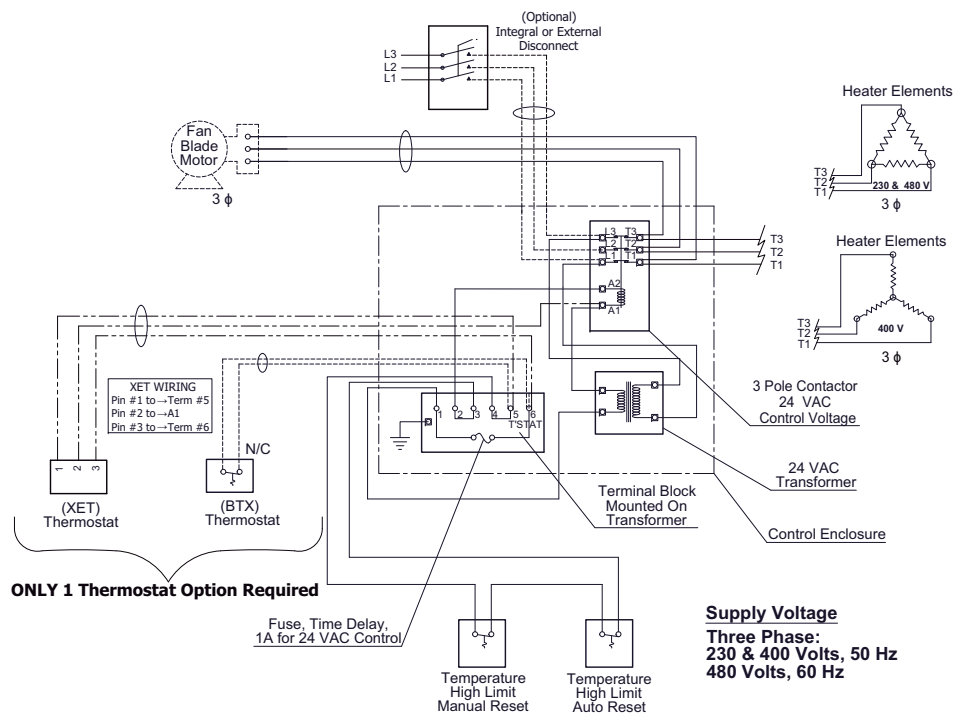 (Optional)
Integral or External
Disconnect
L3
L2
L1
Fan
Blade
Motor
3 ϕ
Heater Elements
T3
T2
T1
230 & 480 V
3 ϕ
L3 T3
L2 T2
L1 T1
A2
A1
T3
T2
T1
Heater Elements
T3
T2
T1
400 V
3 ϕ
XET WIRING
Pin #1 to→Term #5
Pin #2 to→A1
Pin #3 to→Term #6
1 2 3 4 5 6
T'STAT
3 Pole Contactor
24 VAC
Control Voltage
1 2 3
(XET)
Thermostat
N/C
(BTX)
Thermostat
24 VAC
Transformer
Terminal Block
Mounted On
Transformer
Control Enclosure
ONLY 1 Thermostat Option Required
Fuse, Time Delay,
1A for 24 VAC Control
Temperature
High Limit
Manual Reset
Temperature
High Limit
Auto Reset
Supply Voltage
Three Phase:
230 & 400 Volts, 50 Hz
480 Volts, 60 Hz